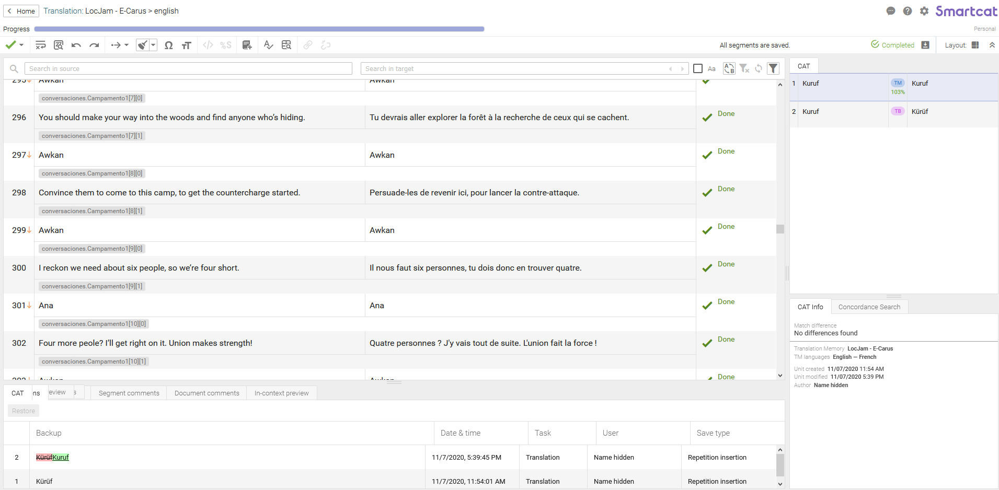 Home Translation: LocJam - E-Carus > english Smartcat
Progress Personal
</> %S All segments are saved. Completed Layout:
Search in source Search in target Aa A B CAT
295 Awkan Awkan
conversaciones.Campamento1[7][0]
296 You should make your way into the woods and find anyone who’s hiding. Tu devrais aller explorer la forêt à la recherche de ceux qui se cachent. Done
conversaciones.Campamento1[7][1]
297 Awkan Awkan Done
conversaciones.Campamento1[8][0]
298 Convince them to come to this camp, to get the countercharge started. Persuade-les de revenir ici, pour lancer la contre-attaque. Done
conversaciones.Campamento1[8][1]
299 Awkan Awkan Done
conversaciones.Campamento1[9][0]
300 I reckon we need about six people, so we’re four short. Il nous faut six personnes, tu dois donc en trouver quatre. Done
conversaciones.Campamento1[9][1]
301 Ana Ana Done
conversaciones.Campamento1[10][0]
302 Four more peole? I’ll get right on it. Union makes strength! Quatre personnes ? J'y vais tout de suite. L'union fait la force ! Done
conversaciones.Campamento1[10][1]
303 Awkan Awkan Done
1 Kuruf TM Kuruf
103%
2 Kuruf TB Kürüf
CAT Info Concordance Search
Match difference
No differences found
Translation Memory LocJam - E-Carus
TM languages English — French
Unit created 11/07/2020 11:54 AM
Unit modified 11/07/2020 5:39 PM
Author Name hidden
CAT ns eview s Segment comments Document comments In-context preview
Restore
Backup Date & time Task User Save type
2 KürüfKuruf 11/7/2020, 5:39:45 PM Translation Name hidden Repetition insertion
1 Kürüf 11/7/2020, 11:54:01 AM Translation Name hidden Repetition insertion